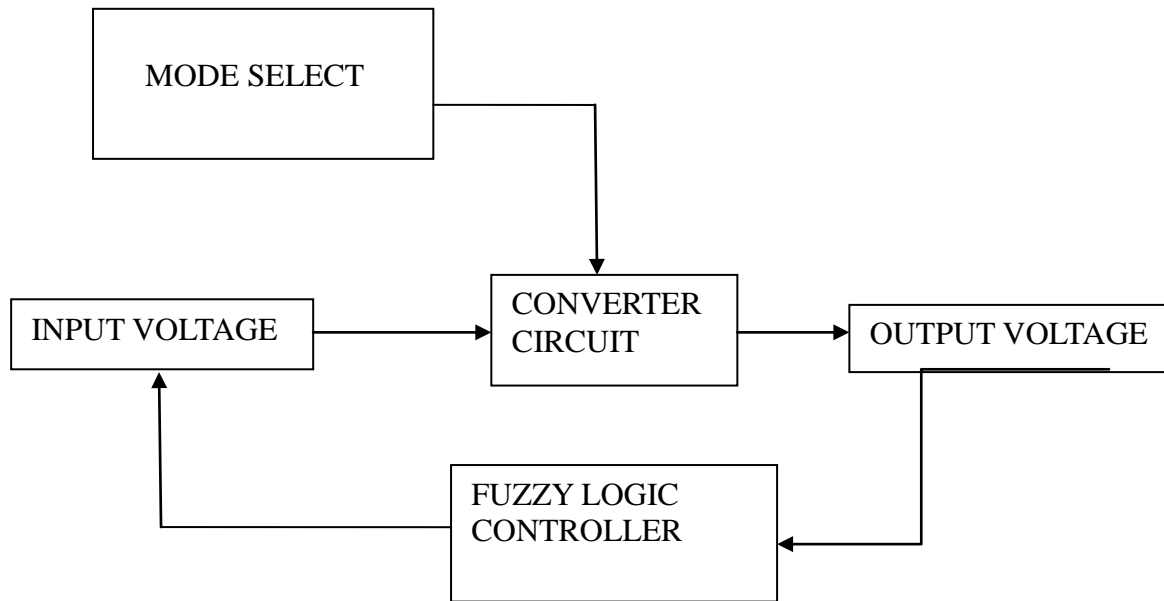 MODE SELECT
INPUT VOLTAGE
CONVERTER
CIRCUIT
OUTPUT VOLTAGE
FUZZY LOGIC
CONTROLLER